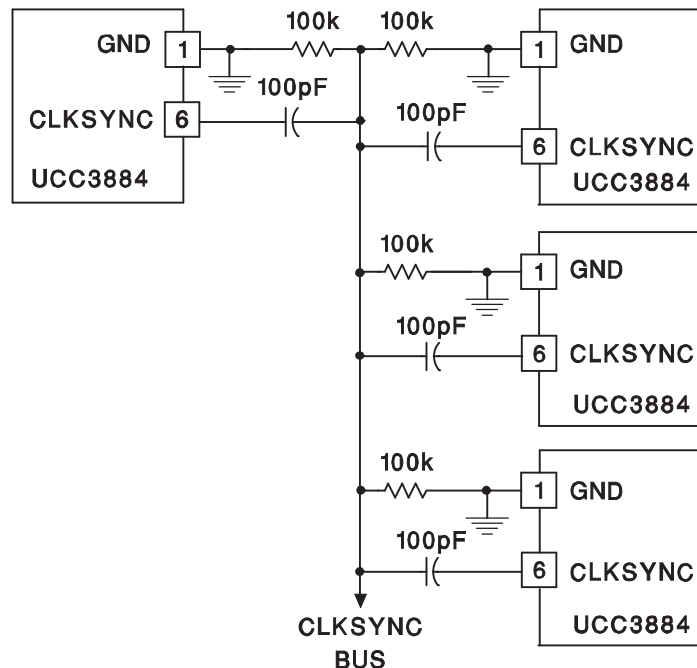 100k
100k
GND
1
1
GND
100pF
100pF
CLKSYNC
6
6
CLKSYNC
UCC3884
UCC3884
100k
1
GND
100pF
6
CLKSYNC
UCC3884
100k
1
GND
100pF
6
CLKSYNC
CLKSYNC
BUS
UCC3884